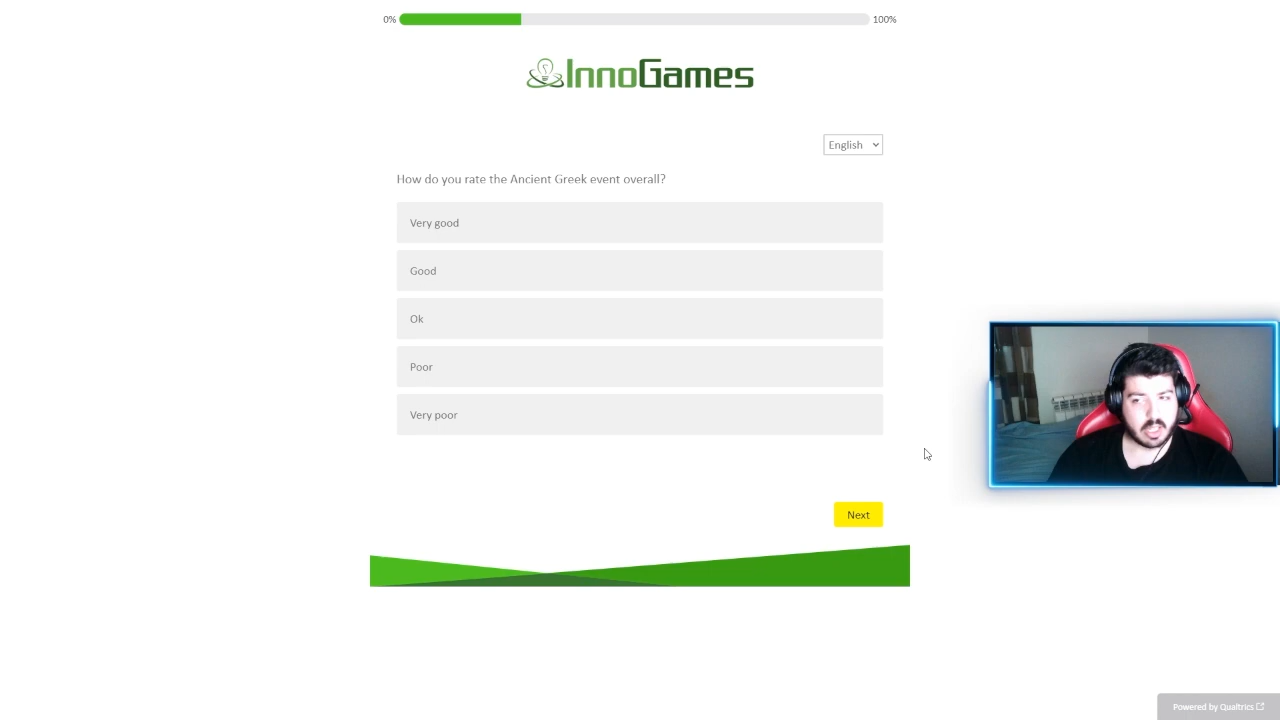 0%
100%
InnoGames
English
How do you rate the Ancient Greek event overall?
Very good
Good
Ok
Poor
Very poor
Next
Powered by Qualtrics